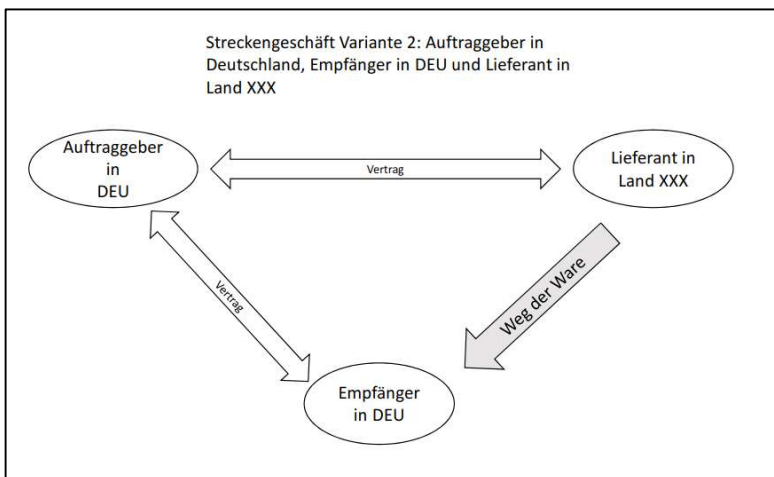 Streckengeschäft Variante 2: Auftraggeber in
Deutschland, Empfänger in DEU und Lieferant in
Land XXX
Auftraggeber
in
DEU
Vertrag
Lieferant in
Land XXX
Vertrag
Weg der Ware
Empfänger
in DEU